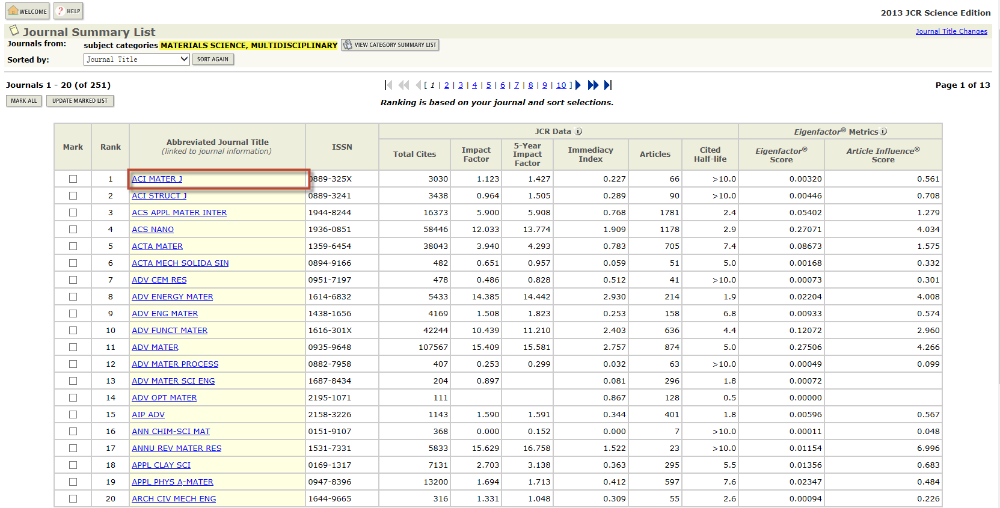 WELCOME ? HELP
2013 JCR Science Edition
Journal Summary List
Journal Title Changes
Journals from: subject categories MATERIALS SCIENCE, MULTIDISCIPLINARY VIEW CATEGORY SUMMARY LIST
Sorted by: Journal Title SORT AGAIN
Journals 1 - 20 (of 251)
[ 1 | 2 | 3 | 4 | 5 | 6 | 7 | 8 | 9 | 10 ]
Page 1 of 13
MARK ALL UPDATE MARKED LIST
Ranking is based on your journal and sort selections.
Mark Rank Abbreviated Journal Title (linked to journal information) ISSN JCR Data i Eigenfactor® Metrics i
Total Cites Impact Factor 5-Year Impact Factor Immediacy Index Articles Cited Half-life Eigenfactor® Score Article Influence® Score
1 ACI MATER J 0889-325X 3030 1.123 1.427 0.227 66 >10.0 0.00320 0.561
2 ACI STRUCT J 0889-3241 3438 0.964 1.505 0.289 90 >10.0 0.00446 0.708
3 ACS APPL MATER INTER 1944-8244 16373 5.900 5.908 0.768 1781 2.4 0.05402 1.279
4 ACS NANO 1936-0851 58446 12.033 13.774 1.909 1178 2.9 0.27071 4.034
5 ACTA MATER 1359-6454 38043 3.940 4.293 0.783 705 7.4 0.08673 1.575
6 ACTA MECH SOLIDA SIN 0894-9166 482 0.651 0.957 0.059 51 5.0 0.00168 0.332
7 ADV CEM RES 0951-7197 478 0.486 0.828 0.512 41 >10.0 0.00073 0.301
8 ADV ENERGY MATER 1614-6832 5433 14.385 14.442 2.930 214 1.9 0.02204 4.008
9 ADV ENG MATER 1438-1656 4169 1.508 1.823 0.253 158 6.8 0.00933 0.574
10 ADV FUNCT MATER 1616-301X 42244 10.439 11.210 2.403 636 4.4 0.12072 2.960
11 ADV MATER 0935-9648 107567 15.409 15.581 2.757 874 5.0 0.27506 4.266
12 ADV MATER PROCESS 0882-7958 407 0.253 0.299 0.032 63 >10.0 0.00049 0.099
13 ADV MATER SCI ENG 1687-8434 204 0.897 0.081 296 1.8 0.00072
14 ADV OPT MATER 2195-1071 111 0.867 128 0.5 0.00000
15 AIP ADV 2158-3226 1143 1.590 1.591 0.344 401 1.8 0.00596 0.567
16 ANN CHIM-SCI MAT 0151-9107 368 0.000 0.152 0.000 7 >10.0 0.00011 0.048
17 ANNU REV MATER RES 1531-7331 5833 15.629 16.758 1.522 23 >10.0 0.01154 6.996
18 APPL CLAY SCI 0169-1317 7131 2.703 3.138 0.363 295 5.5 0.01356 0.683
19 APPL PHYS A-MATER 0947-8396 13200 1.694 1.713 0.412 597 7.6 0.02347 0.484
20 ARCH CIV MECH ENG 1644-9665 316 1.331 1.048 0.309 55 2.6 0.00094 0.226